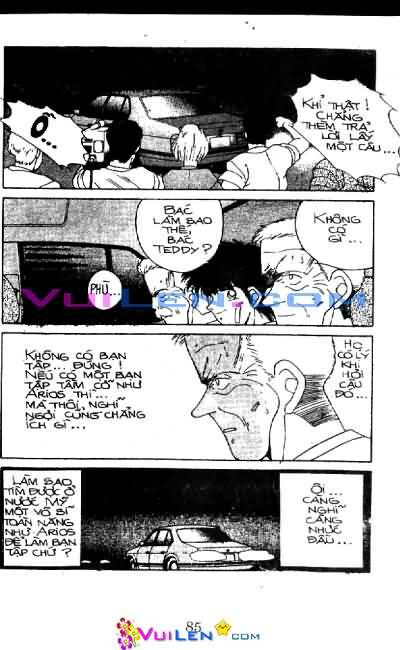 KHỈ THẬT!
CHẲNG
THÈM TRẢ
LỜI LẤY
MỘT CÂU...
Ồ
BÁC
LÀM SAO
THẾ,
BÁC
TEDDY?
KHÔNG
CÓ
GÌ...
PHÙ...
VUILEN.COM
KHÔNG CÓ BẠN
TẬP... ĐÚNG!
NẾU CÓ MỘT BẠN
TẬP TẦM CỠ NHƯ
ARIOS THÌ...
MÀ THÔI, NGHĨ
NGỢI CŨNG CHẲNG
ÍCH GÌ...
HỌ
CÓ LÝ
KHI
HỎI
CÂU
ĐÓ...
LÀM SAO
TÌM ĐƯỢC Ở
NƯỚC MỸ
MỘT VÕ SĨ
TOÀN NĂNG
NHƯ ARIOS
ĐỂ LÀM BẠN
TẬP CHỨ?
ÔI...
CÀNG
NGHĨ
CÀNG
NHỨC
ĐẦU...
85
VUILEN.COM